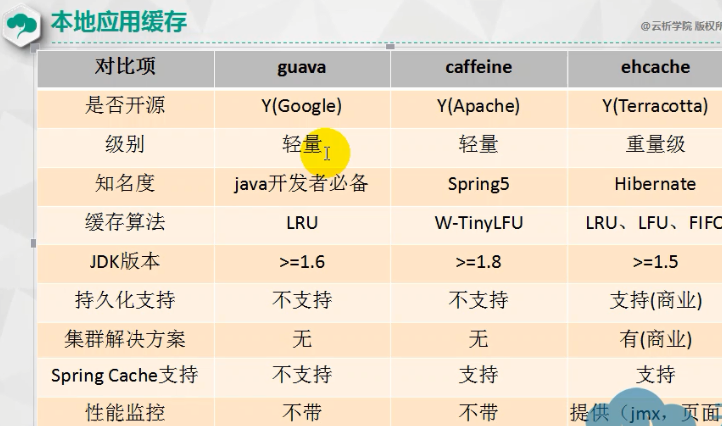 本地应用缓存
@云析学院 版权所
对比项 guava caffeine ehcache
是否开源 Y(Google) Y(Apache) Y(Terracotta)
级别 轻量 轻量 重量级
知名度 java开发者必备 Spring5 Hibernate
缓存算法 LRU W-TinyLFU LRU、LFU、FIFO
JDK版本 >=1.6 >=1.8 >=1.5
持久化支持 不支持 不支持 支持(商业)
集群解决方案 无 无 有(商业)
Spring Cache支持 不支持 支持 支持
性能监控 不带 不带 提供（jmx，页面